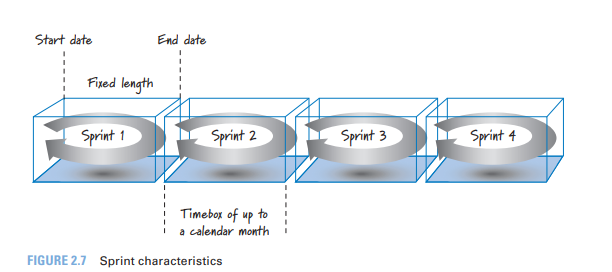 Start date
End date
Fixed length
Sprint 1
Sprint 2
Sprint 3
Sprint 4
Timebox of up to
a calendar month
FIGURE 2.7 Sprint characteristics